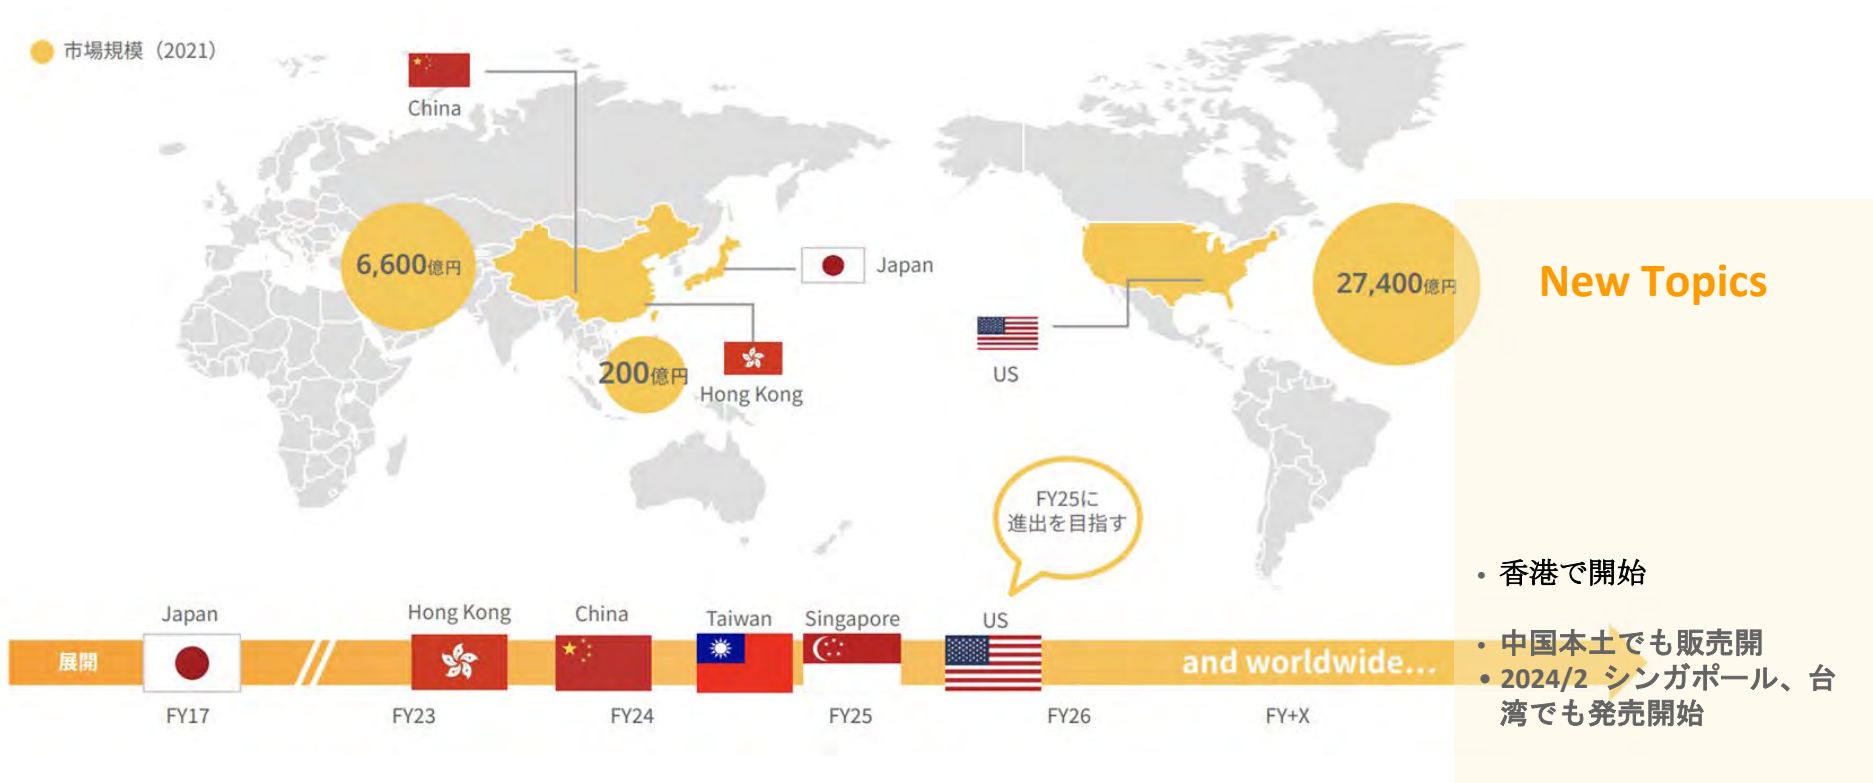 市場規模（2021）
China
6,600億円
Japan
200億円
Hong Kong
US
27,400億円
New Topics
FY25に
進出を目指す
• 香港で開始
• 中国本土でも販売開
• 2024/2 シンガポール、台
湾でも発売開始
展開
Japan
Hong Kong
China
Taiwan
Singapore
US
and worldwide...
FY17
FY23
FY24
FY25
FY26
FY+X